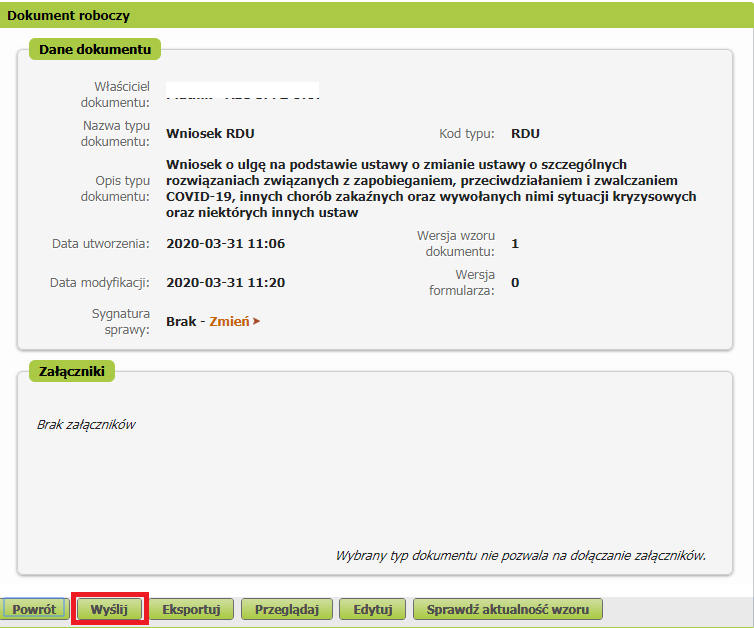 Dokument roboczy
Dane dokumentu
Właściciel
dokumentu:
Nazwa typu
dokumentu:
Wniosek RDU
Kod typu:
RDU
Opis typu
dokumentu:
Wniosek o ulgę na podstawie ustawy o zmianie ustawy o szczególnych
rozwiązaniach związanych z zapobieganiem, przeciwdziałaniem i zwalczaniem
COVID-19, innych chorób zakaźnych oraz wywołanych nimi sytuacji kryzysowych
oraz niektórych innych ustaw
Data utworzenia:
2020-03-31 11:06
Wersja wzoru
dokumentu:
1
Data modyfikacji:
2020-03-31 11:20
Wersja
formularza:
0
Sygnatura
sprawy:
Brak - Zmień
Załączniki
Brak załączników
Wybrany typ dokumentu nie pozwala na dołączanie załączników.
Powrót
Wyślij
Eksportuj
Przeglądaj
Edytuj
Sprawdź aktualność wzoru